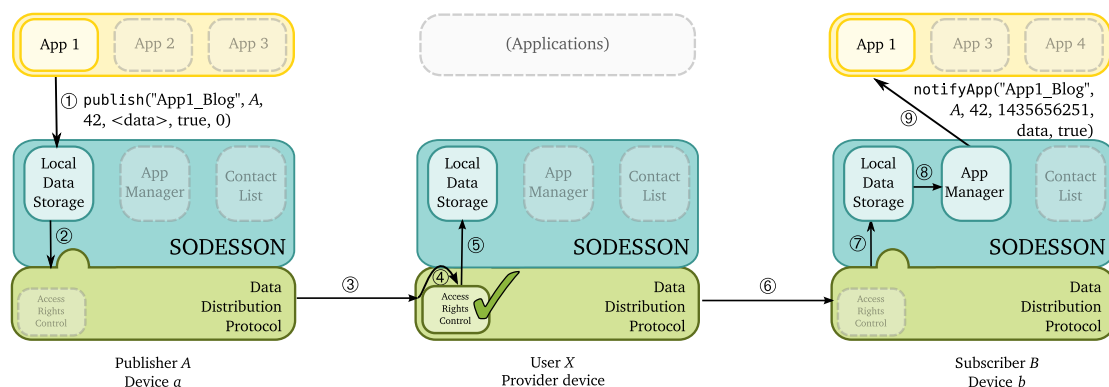 App 1
App 2
App 3
① publish("App1_Blog", A,
42, <data>, true, 0)
Local
Data
Storage
App
Manager
Contact
List
②
SODESSON
Access
Rights
Control
Data
Distribution
Protocol
Publisher A
Device a
③
(Applications)
Local
Data
Storage
App
Manager
Contact
List
⑤
SODESSON
④
Access
Rights
Control
Data
Distribution
Protocol
User X
Provider device
⑥
App 1
App 3
App 4
notifyApp("App1_Blog",
A, 42, 1435656251,
data, true)
⑨
Local
Data
Storage
⑧
App
Manager
Contact
List
⑦
SODESSON
Access
Rights
Control
Data
Distribution
Protocol
Subscriber B
Device b